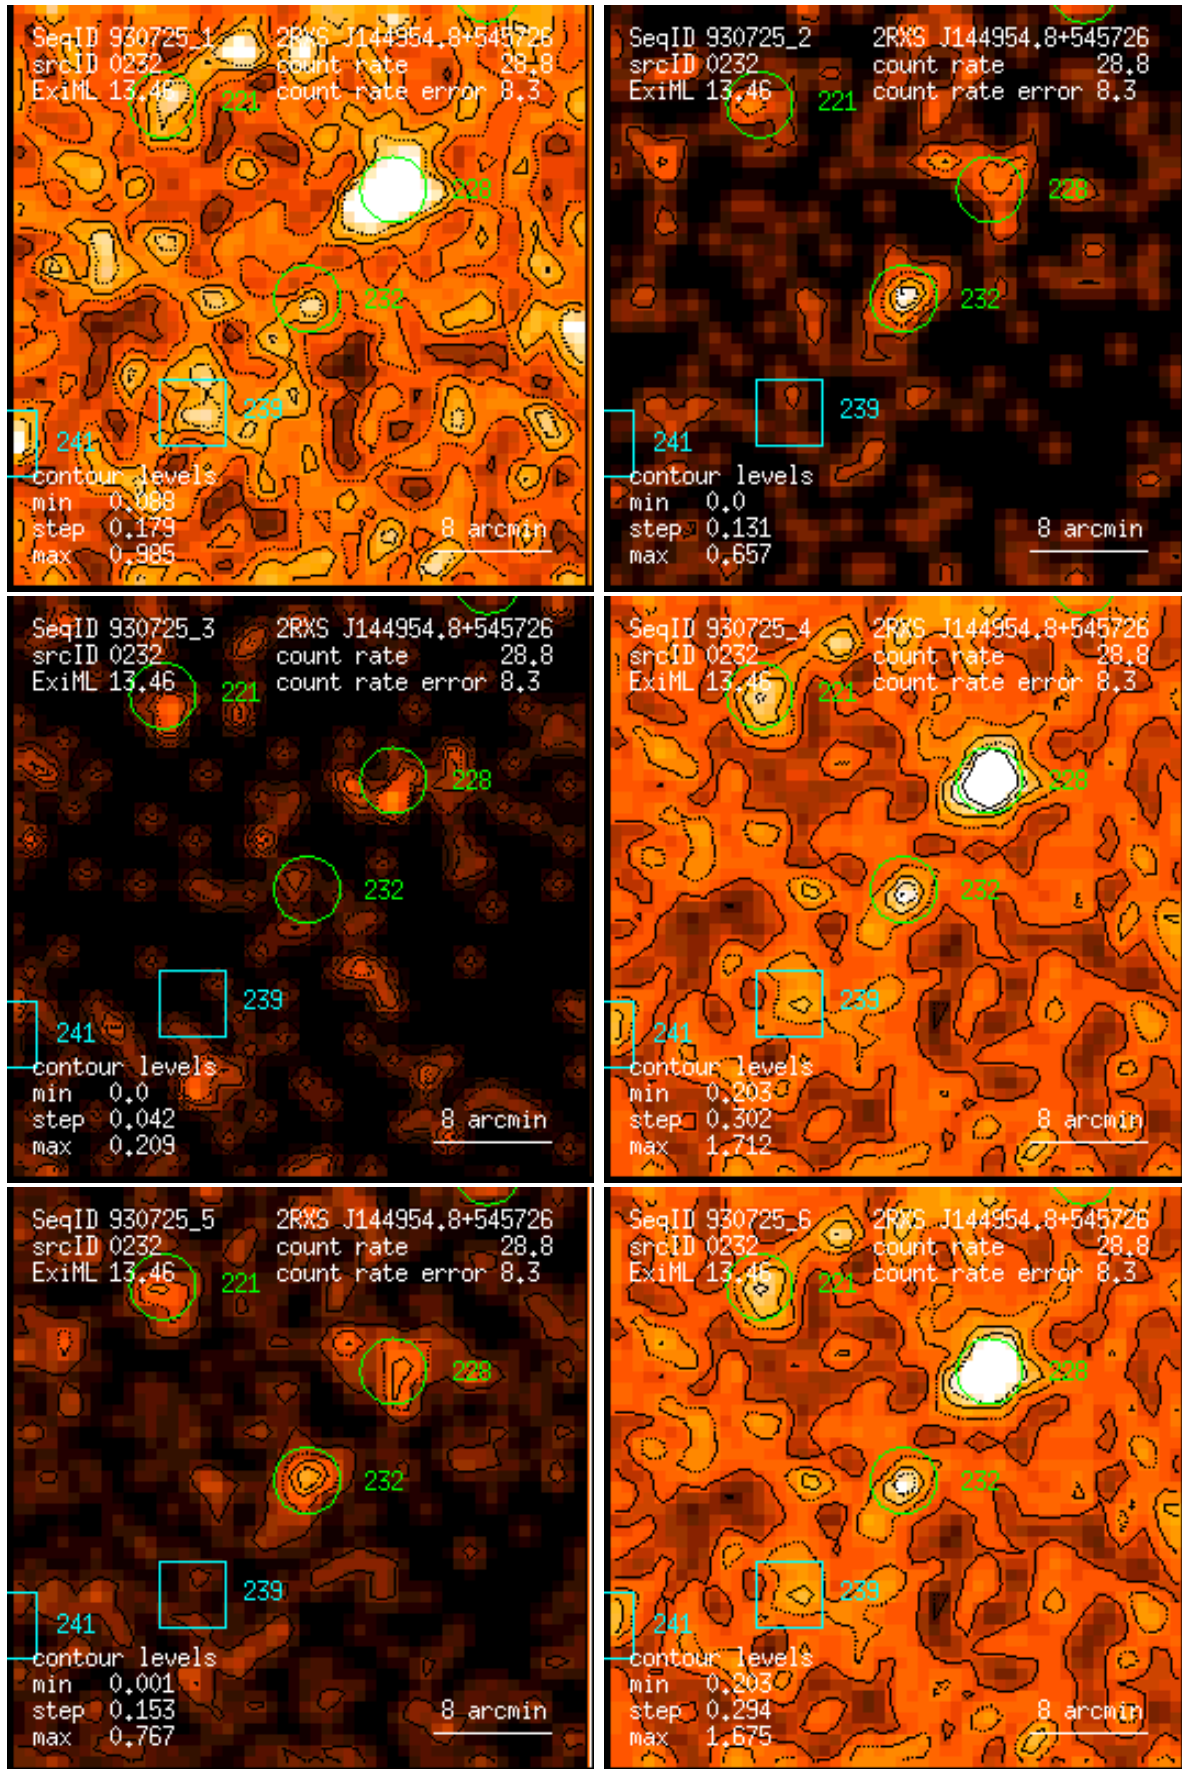 SeqID 930725_1 2RXS J144954.8+545726
srcID 0232 count rate 28.8
ExiML 13.46 count rate error 8.3
221
228
232
239
241
contour levels
min 0.088
step 0.179
max 0.985
8 arcmin
SeqID 930725_2 2RXS J144954.8+545726
srcID 0232 count rate 28.8
ExiML 13.46 count rate error 8.3
221
228
232
239
241
contour levels
min 0.0
step 0.131
max 0.657
8 arcmin
SeqID 930725_3 2RXS J144954.8+545726
srcID 0232 count rate 28.8
ExiML 13.46 count rate error 8.3
221
228
232
239
241
contour levels
min 0.0
step 0.042
max 0.209
8 arcmin
SeqID 930725_4 2RXS J144954.8+545726
srcID 0232 count rate 28.8
ExiML 13.46 count rate error 8.3
221
228
232
239
241
contour levels
min 0.203
step 0.302
max 1.712
8 arcmin
SeqID 930725_5 2RXS J144954.8+545726
srcID 0232 count rate 28.8
ExiML 13.46 count rate error 8.3
221
228
232
239
241
contour levels
min 0.001
step 0.153
max 0.767
8 arcmin
SeqID 930725_6 2RXS J144954.8+545726
srcID 0232 count rate 28.8
ExiML 13.46 count rate error 8.3
221
228
232
239
241
contour levels
min 0.203
step 0.294
max 1.675
8 arcmin